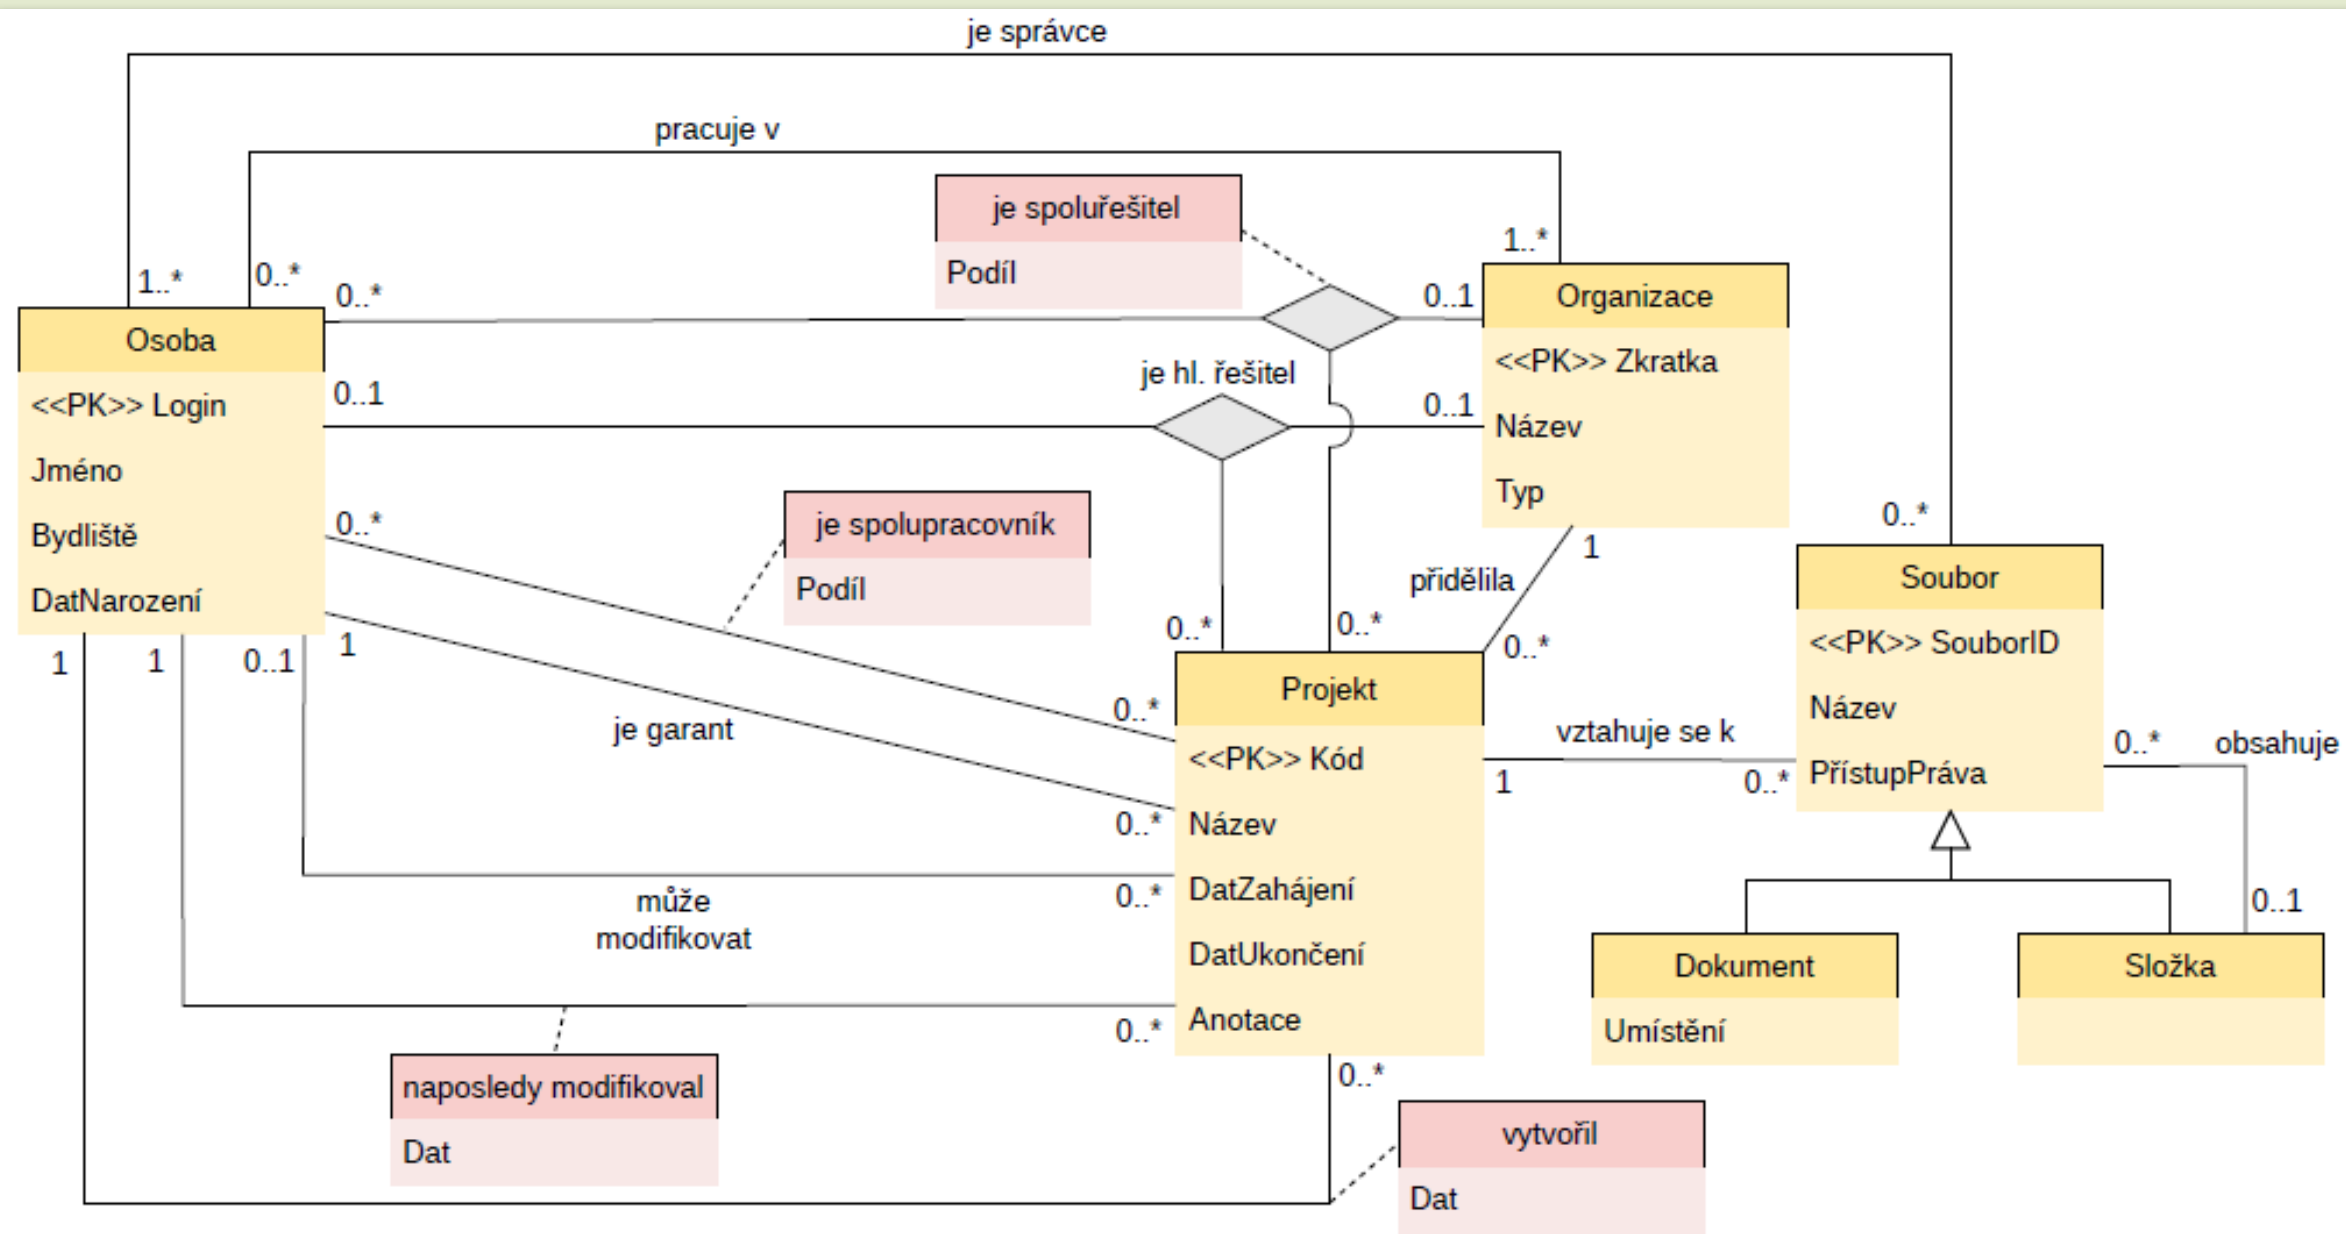 je správce
pracuje v
je spoluřešitel
Podíl
1..*
0..*
0..*
1..*
0..1
Osoba
<<PK>> Login
Jméno
Bydliště
DatNarození
Organizace
<<PK>> Zkratka
Název
Typ
je hl. řešitel
0..1
0..1
je spolupracovník
Podíl
0..*
0..*
1
přidělila
0..*
0..*
0..*
Soubor
<<PK>> SouborID
Název
PřístupPráva
1
1
0..1
1
je garant
0..*
Projekt
<<PK>> Kód
Název
DatZahájení
DatUkončení
Anotace
vztahuje se k
1
0..*
0..*
obsahuje
0..1
0..*
může
modifikovat
0..*
0..*
Dokument
Umístění
Složka
naposledy modifikoval
Dat
0..*
vytvořil
Dat